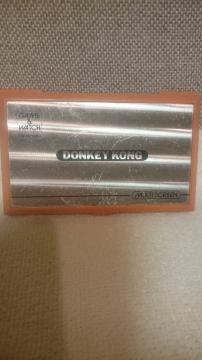 GAME &
WATCH
DONKEY KONG
MULTI SCREEN